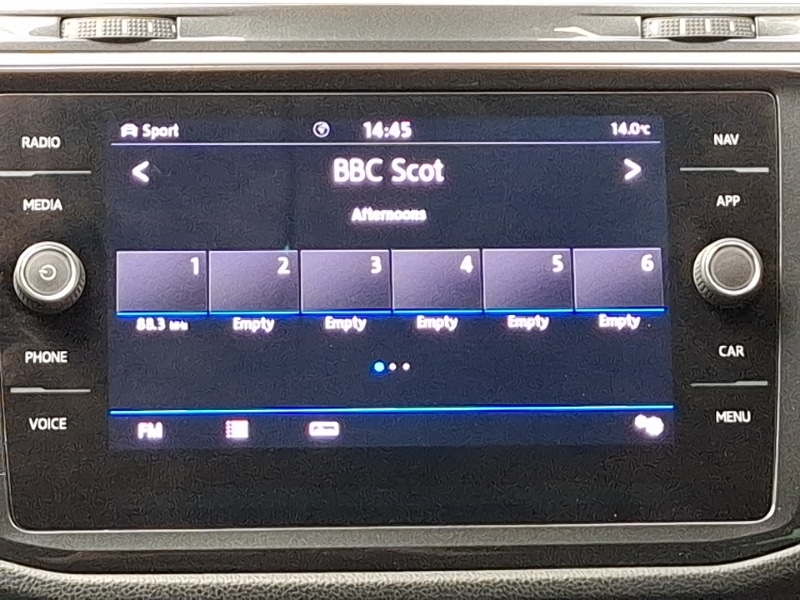 Sport 14:45 14.0°C
< BBC Scot >
Afternoons
1 2 3 4 5 6
88.3 MHz Empty Empty Empty Empty Empty
FM
RADIO
MEDIA
PHONE
VOICE
NAV
APP
CAR
MENU